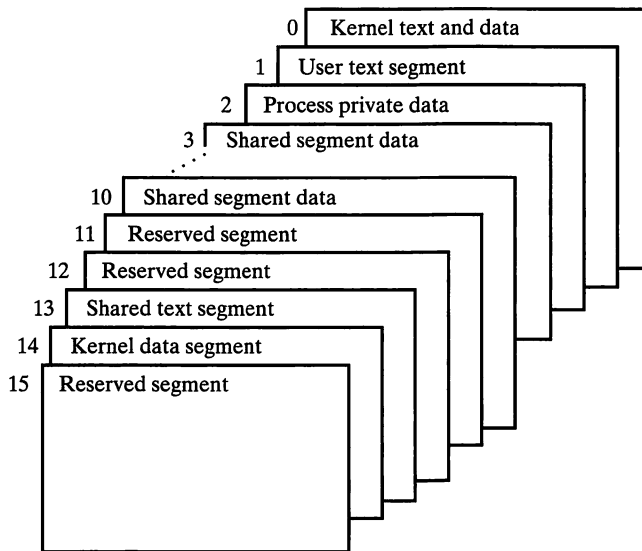 0 Kernel text and data
1 User text segment
2 Process private data
3 Shared segment data
10 Shared segment data
11 Reserved segment
12 Reserved segment
13 Shared text segment
14 Kernel data segment
15 Reserved segment